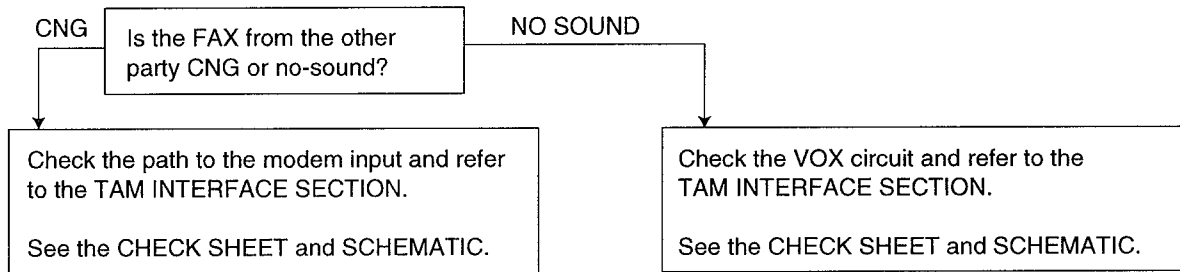 CNG
Is the FAX from the other
party CNG or no-sound?
NO SOUND
Check the path to the modem input and refer
to the TAM INTERFACE SECTION.
See the CHECK SHEET and SCHEMATIC.
Check the VOX circuit and refer to the
TAM INTERFACE SECTION.
See the CHECK SHEET and SCHEMATIC.